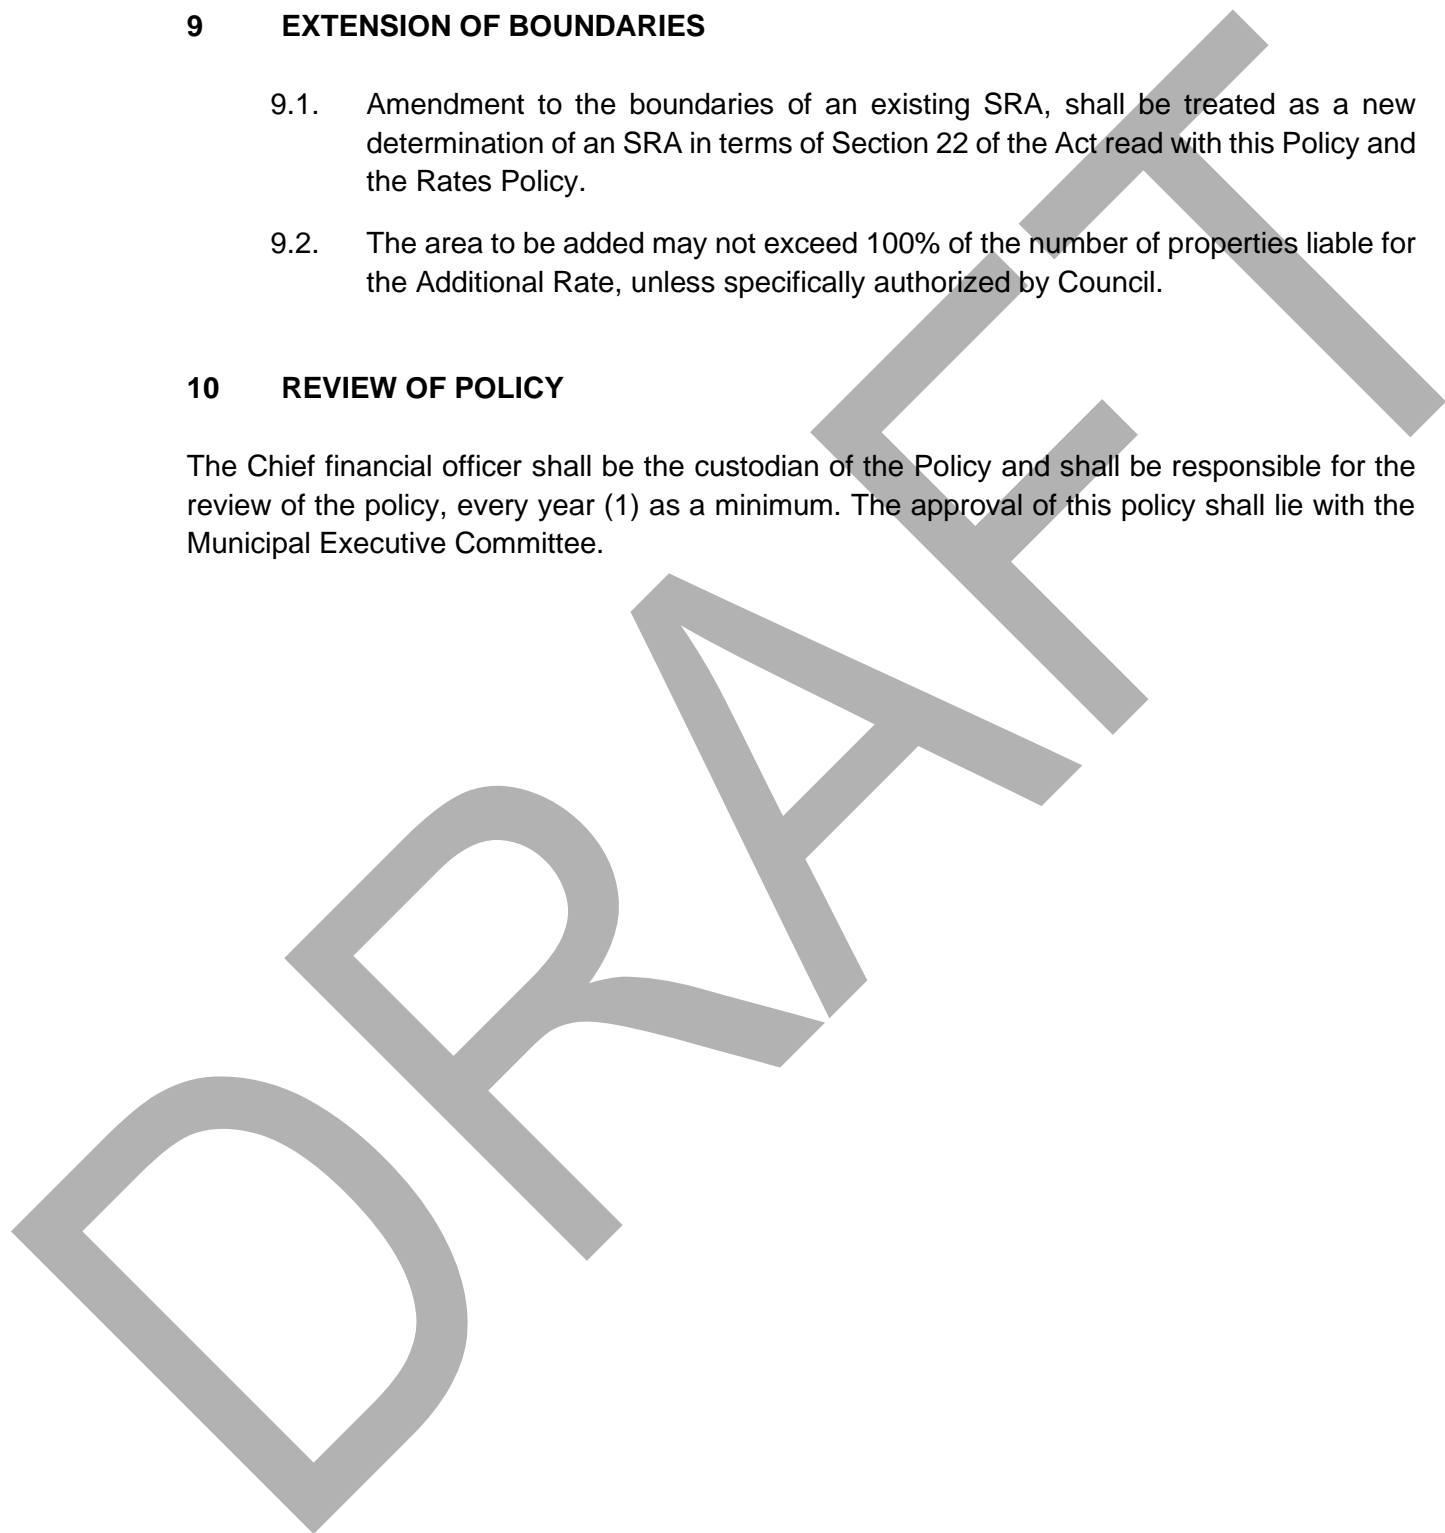 9 EXTENSION OF BOUNDARIES
9.1. Amendment to the boundaries of an existing SRA, shall be treated as a new
determination of an SRA in terms of Section 22 of the Act read with this Policy and
the Rates Policy.
9.2. The area to be added may not exceed 100% of the number of properties liable for
the Additional Rate, unless specifically authorized by Council.
10 REVIEW OF POLICY
The Chief financial officer shall be the custodian of the Policy and shall be responsible for the
review of the policy, every year (1) as a minimum. The approval of this policy shall lie with the
Municipal Executive Committee.
DRAFT